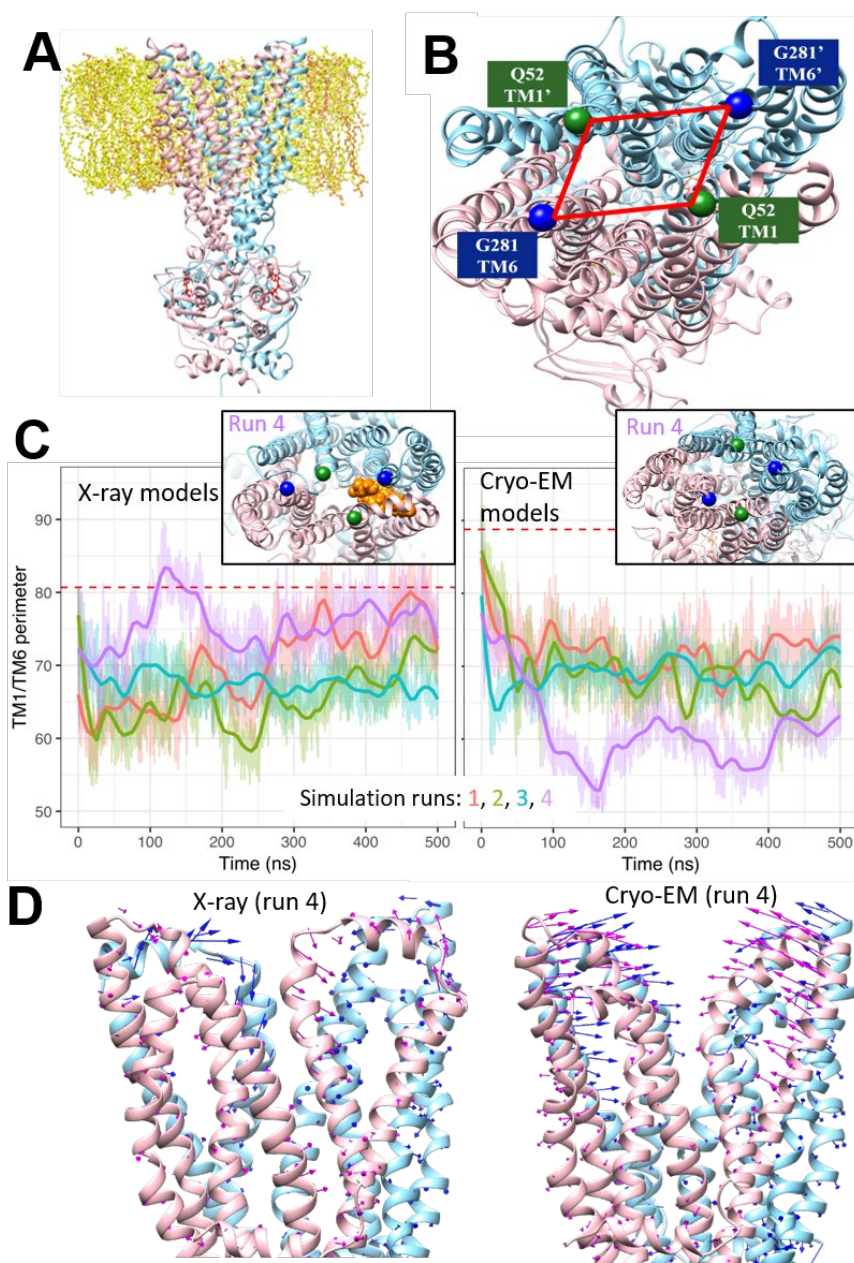 A
B
Q52
TM1’
G281’
TM6’
G281
TM6
Q52
TM1
C
Run 4
X-ray models
Run 4
Cryo-EM
models
TM1/TM6 perimeter
90
80
70
60
50
Simulation runs: 1, 2, 3, 4
0 100 200 300 400 500
0 100 200 300 400 500
Time (ns)
Time (ns)
D
X-ray (run 4)
Cryo-EM (run 4)